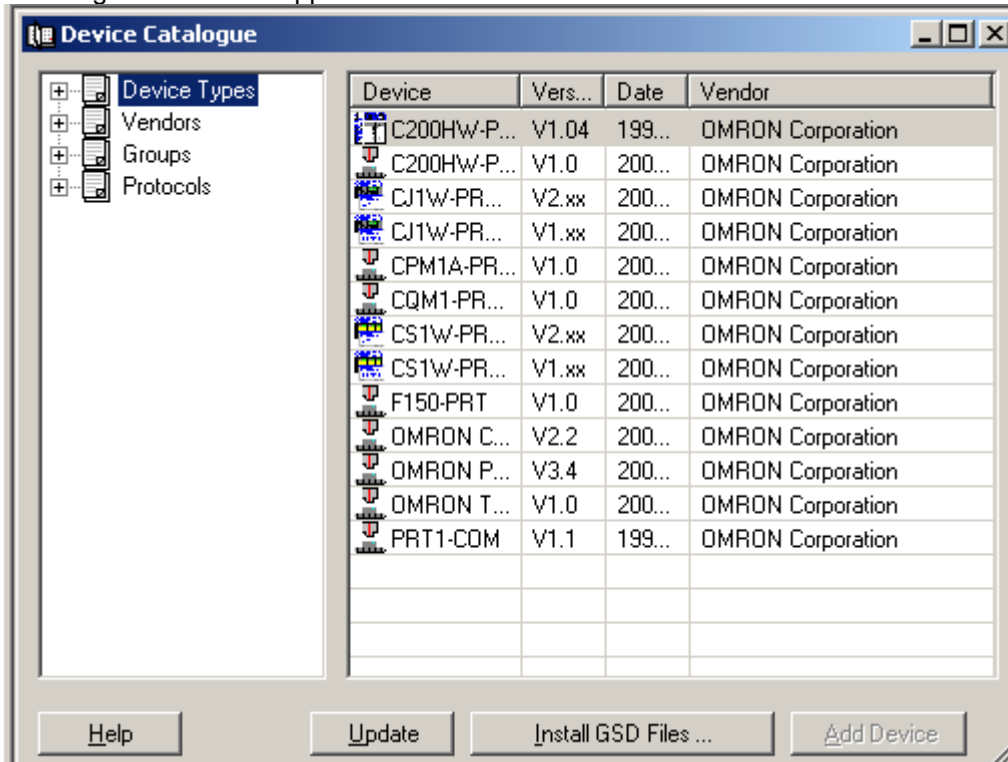 Device Catalogue
Device Types
Vendors
Groups
Protocols
Device Vers... Date Vendor
C200HW-P... V1.04 199... OMRON Corporation
C200HW-P... V1.0 200... OMRON Corporation
CJ1W-PR... V2.xx 200... OMRON Corporation
CJ1W-PR... V1.xx 200... OMRON Corporation
CPM1A-PR... V1.0 200... OMRON Corporation
CQM1-PR... V1.0 200... OMRON Corporation
CS1W-PR... V2.xx 200... OMRON Corporation
CS1W-PR... V1.xx 200... OMRON Corporation
F150-PRT V1.0 200... OMRON Corporation
OMRON C... V2.2 200... OMRON Corporation
OMRON P... V3.4 200... OMRON Corporation
OMRON T... V1.0 200... OMRON Corporation
PRT1-COM V1.1 199... OMRON Corporation
Help Update Install GSD Files ... Add Device